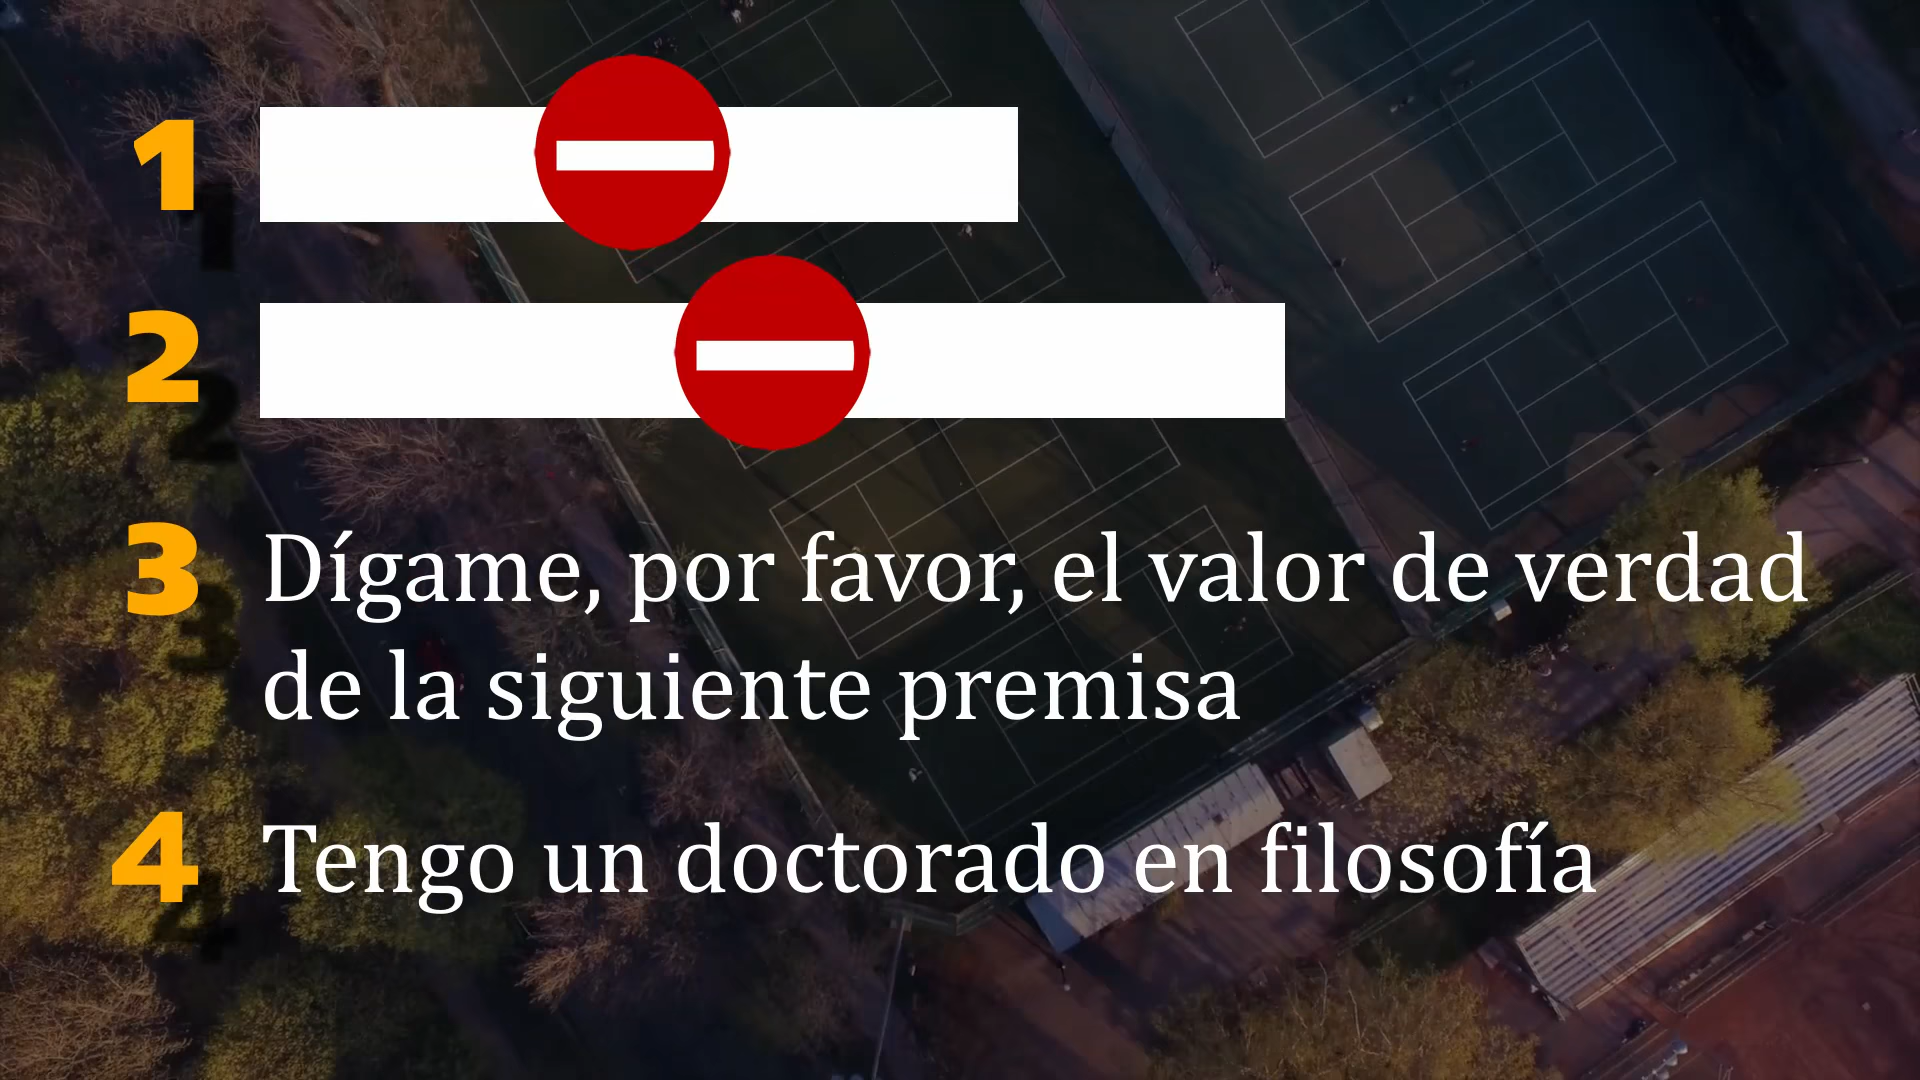 1
2
3 Dígame, por favor, el valor de verdad
de la siguiente premisa
4 Tengo un doctorado en filosofía